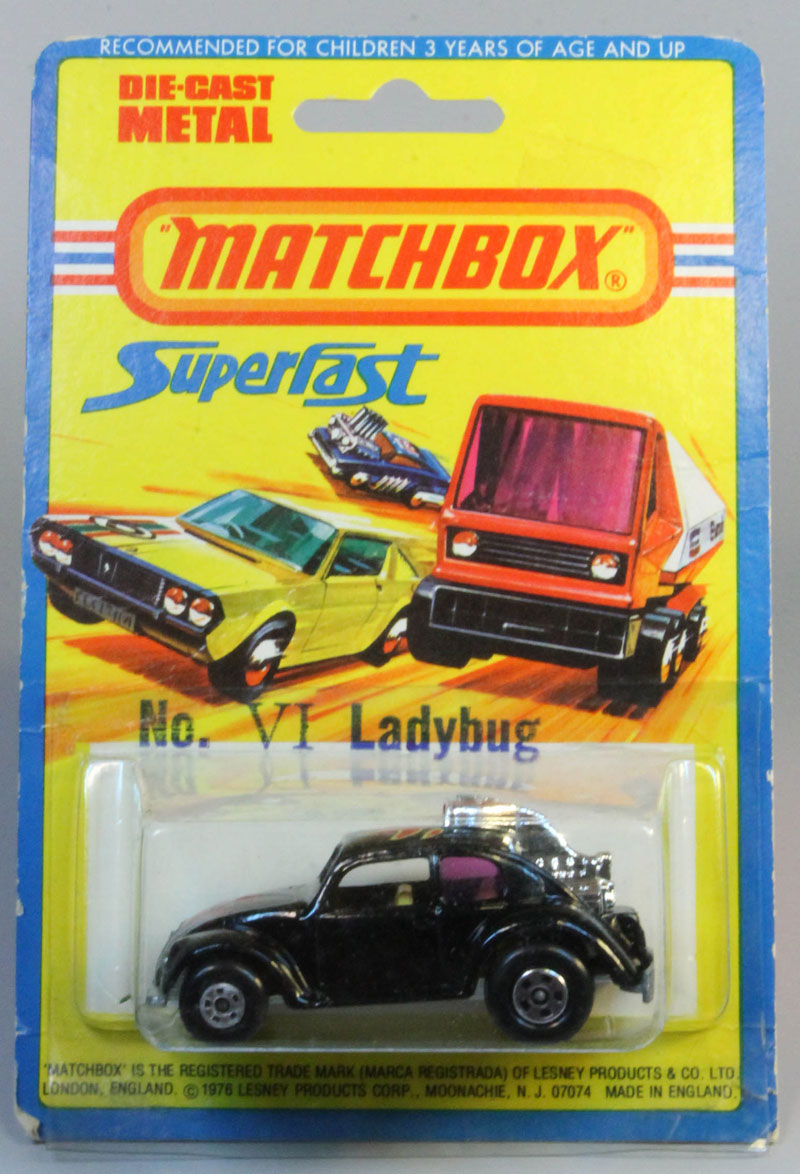 RECOMMENDED FOR CHILDREN 3 YEARS OF AGE AND UP
DIE-CAST
METAL
"MATCHBOX"®
Superfast
No. VI Ladybug
'MATCHBOX' IS THE REGISTERED TRADE MARK (MARCA REGISTRADA) OF LESNEY PRODUCTS & CO. LTD.
LONDON, ENGLAND. © 1976 LESNEY PRODUCTS CORP., MOONACHIE, N. J. 07074 MADE IN ENGLAND.